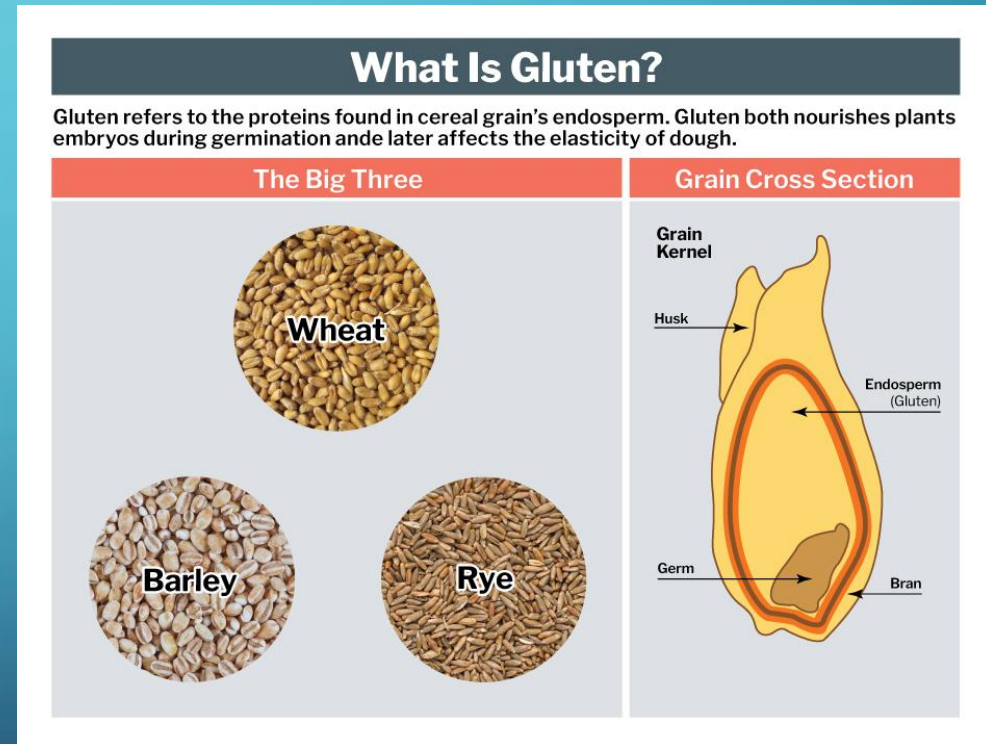 What Is Gluten?
Gluten refers to the proteins found in cereal grain’s endosperm. Gluten both nourishes plants
embryos during germination ande later affects the elasticity of dough.
The Big Three
Wheat
Barley
Rye
Grain Cross Section
Grain
Kernel
Husk
Endosperm
(Gluten)
Germ
Bran